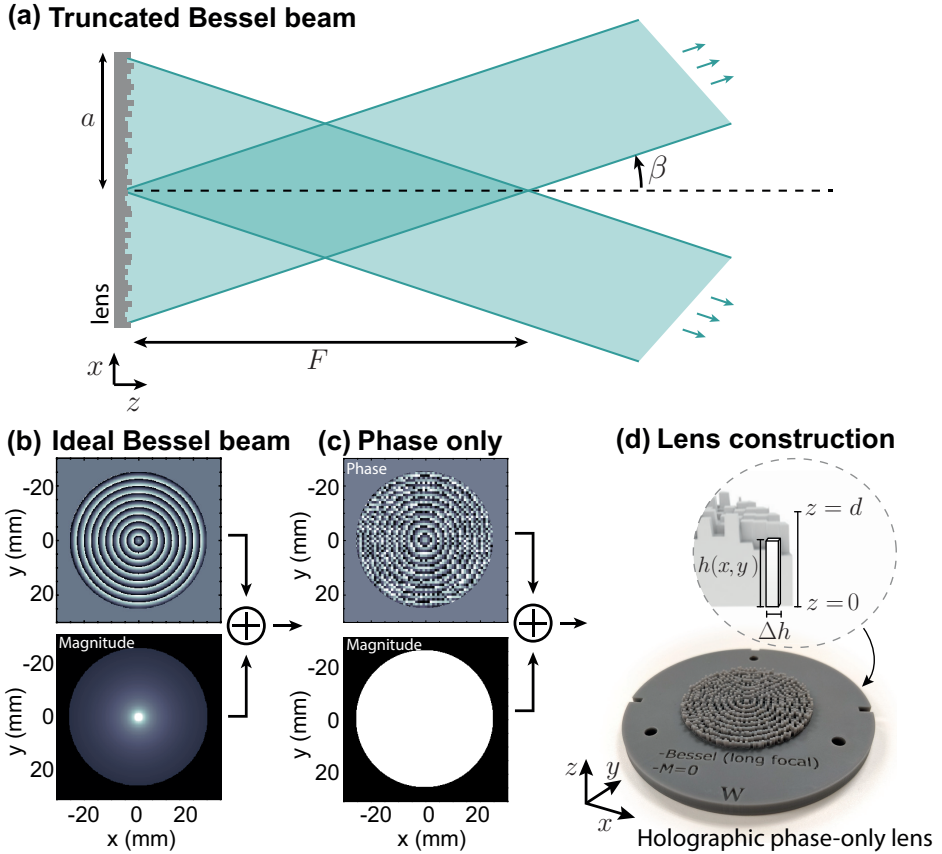 (a) Truncated Bessel beam
a
β
lens
F
x
z
(b) Ideal Bessel beam
(c) Phase only
(d) Lens construction
-20
0
20
y (mm)
Magnitude
-20
0
20
y (mm)
-20 0 20
x (mm)
Phase
-20
0
20
y (mm)
Magnitude
-20
0
20
y (mm)
-20 0 20
x (mm)
z = d
h(x, y)
z=0
Δh
-Bessel (long focal)
-M=0
W
z
y
x
Holographic phase-only lens